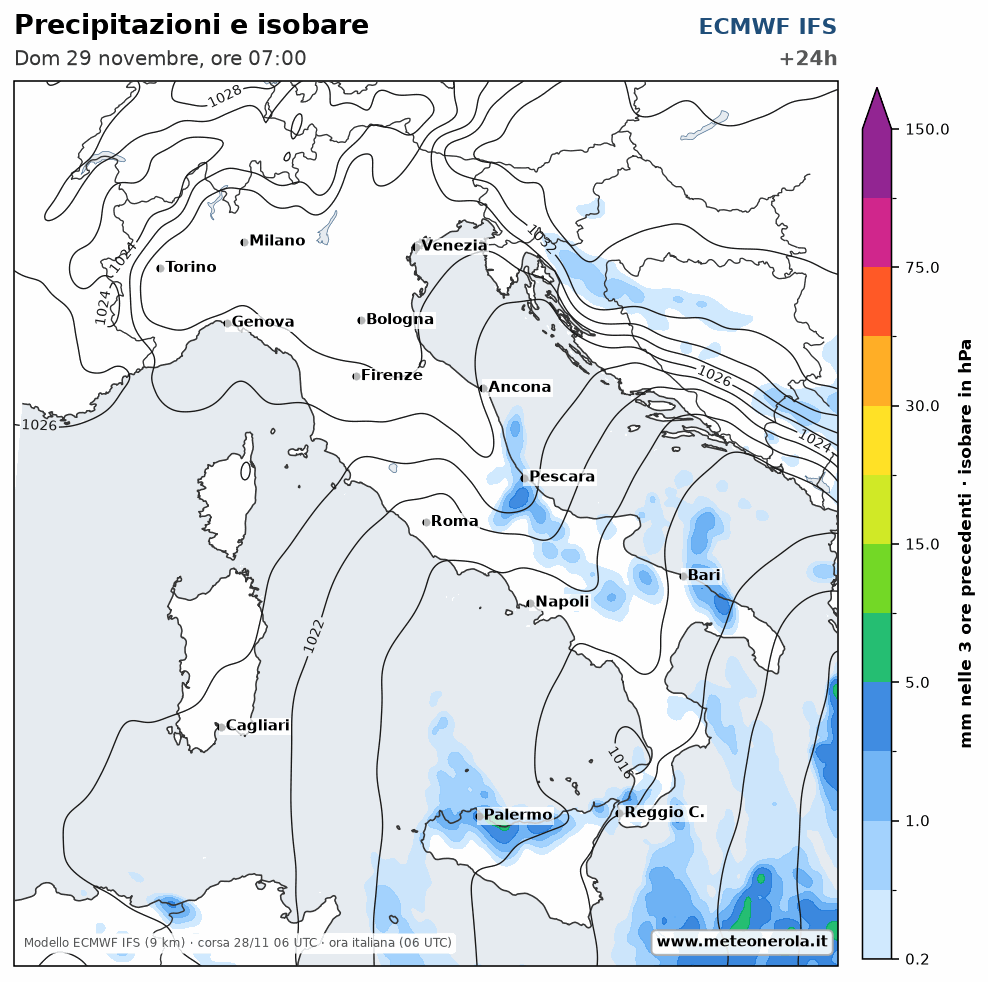 Precipitazioni e isobare
ECMWF IFS
Dom 29 novembre, ore 07:00
+24h
1028
1032
1024
1024
1026
1026
1024
1022
1016
Milano
Torino
Venezia
Genova
Bologna
Firenze
Ancona
Pescara
Roma
Bari
Napoli
Cagliari
Palermo
Reggio C.
150.0
75.0
30.0
15.0
5.0
1.0
0.2
mm nelle 3 ore precedenti · isobare in hPa
Modello ECMWF IFS (9 km) · corsa 28/11 06 UTC · ora italiana (06 UTC)
www.meteonerola.it